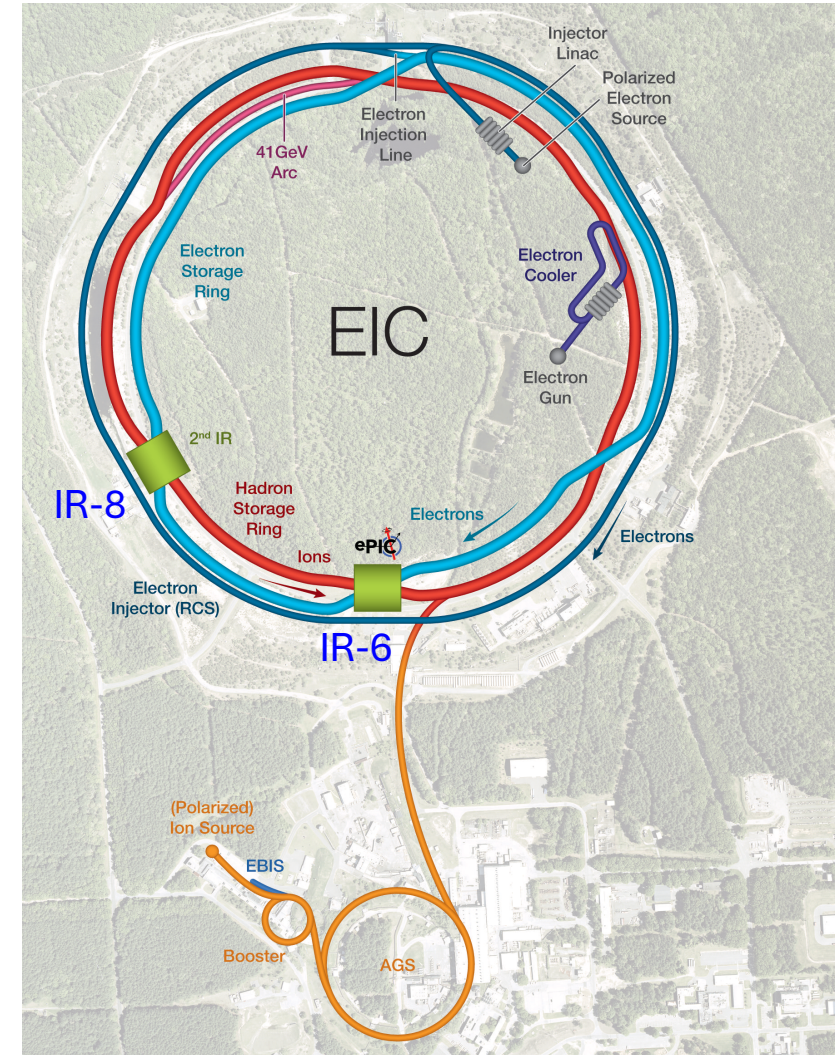 Injector
Linac
Polarized
Electron
Source
Electron
Injection
Line
41GeV
Arc
Electron
Storage
Ring
Electron
Cooler
EIC
Electron
Gun
2nd IR
IR-8
Hadron
Storage
Ring
Electrons
Electrons
ePIC
Ions
Electron
Injector (RCS)
IR-6
(Polarized)
Ion Source
EBIS
Booster
AGS